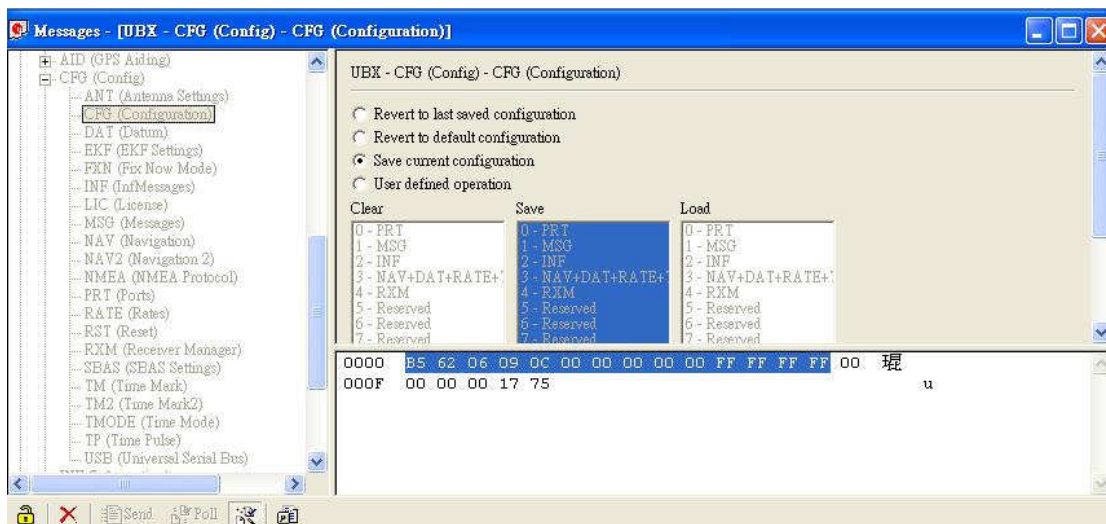 Messages - [UBX - CFG (Config) - CFG (Configuration)]
AID (GPS Aiding)
CFG (Config)
ANT (Antenna Settings)
CFG (Configuration)
DAT (Datum)
EKF (EKF Settings)
FXN (Fix Now Mode)
INF (InfMessages)
LIC (License)
MSG (Messages)
NAV (Navigation)
NAV2 (Navigation 2)
NMEA (NMEA Protocol)
PRT (Ports)
RATE (Rates)
RST (Reset)
RXM (Receiver Manager)
SBAS (SBAS Settings)
TM (Time Mark)
TM2 (Time Mark2)
TMODE (Time Mode)
TP (Time Pulse)
USB (Universal Serial Bus)
UBX - CFG (Config) - CFG (Configuration)
Revert to last saved configuration
Revert to default configuration
Save current configuration
User defined operation
Clear
0 - PRT
1 - MSG
2 - INF
3 - NAV+DAT+RATE+
4 - RXM
5 - Reserved
6 - Reserved
7 - Reserved
Save
0 - PRT
1 - MSG
2 - INF
3 - NAV+DAT+RATE+
4 - RXM
5 - Reserved
6 - Reserved
7 - Reserved
Load
0 - PRT
1 - MSG
2 - INF
3 - NAV+DAT+RATE+
4 - RXM
5 - Reserved
6 - Reserved
7 - Reserved
0000 B5 62 06 09 0C 00 00 00 00 00 FF FF FF FF 00
000F 00 00 00 17 75 u
Send Poll